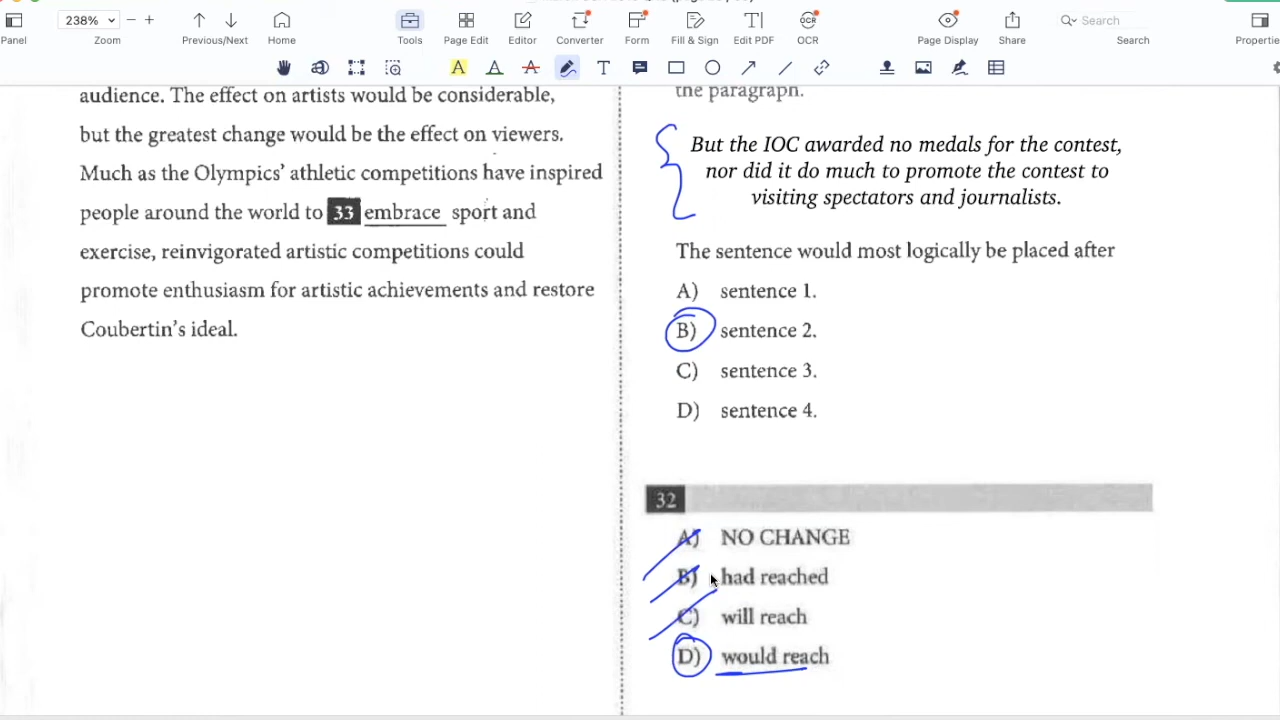 238%
Search
Panel
Zoom
Previous/Next
Home
Tools
Page Edit
Editor
Converter
Form
Fill & Sign
Edit PDF
OCR
OCR
Page Display
Share
Search
Propertie
audience. The effect on artists would be considerable,
but the greatest change would be the effect on viewers.
Much as the Olympics' athletic competitions have inspired
people around the world to 33 embrace sport and
exercise, reinvigorated artistic competitions could
promote enthusiasm for artistic achievements and restore
Coubertin's ideal.
the paragraph.
But the IOC awarded no medals for the contest,
nor did it do much to promote the contest to
visiting spectators and journalists.
The sentence would most logically be placed after
A) sentence 1.
B) sentence 2.
C) sentence 3.
D) sentence 4.
32
A) NO CHANGE
B) had reached
C) will reach
D) would reach